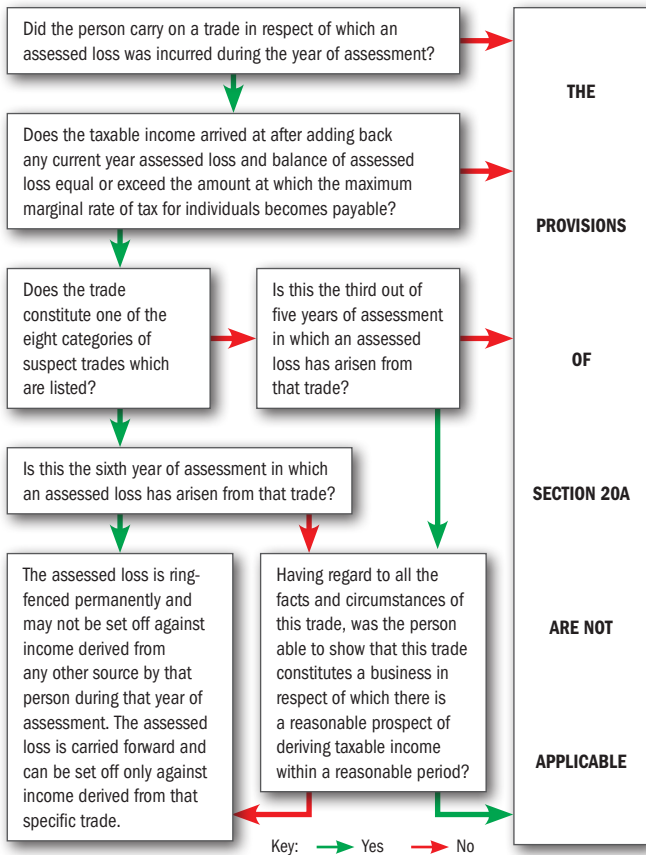 Did the person carry on a trade in respect of which an
assessed loss was incurred during the year of assessment?
Does the taxable income arrived at after adding back
any current year assessed loss and balance of assessed
loss equal or exceed the amount at which the maximum
marginal rate of tax for individuals becomes payable?
Does the trade
constitute one of the
eight categories of
suspect trades which
are listed?
Is this the third out of
five years of assessment
in which an assessed
loss has arisen from
that trade?
Is this the sixth year of assessment in which
an assessed loss has arisen from that trade?
The assessed loss is ring-
fenced permanently and
may not be set off against
income derived from
any other source by that
person during that year of
assessment. The assessed
loss is carried forward and
can be set off only against
income derived from that
specific trade.
Having regard to all the
facts and circumstances of
this trade, was the person
able to show that this trade
constitutes a business in
respect of which there is
a reasonable prospect of
deriving taxable income
within a reasonable period?
THE
PROVISIONS
OF
SECTION 20A
ARE NOT
APPLICABLE
Key: Yes No